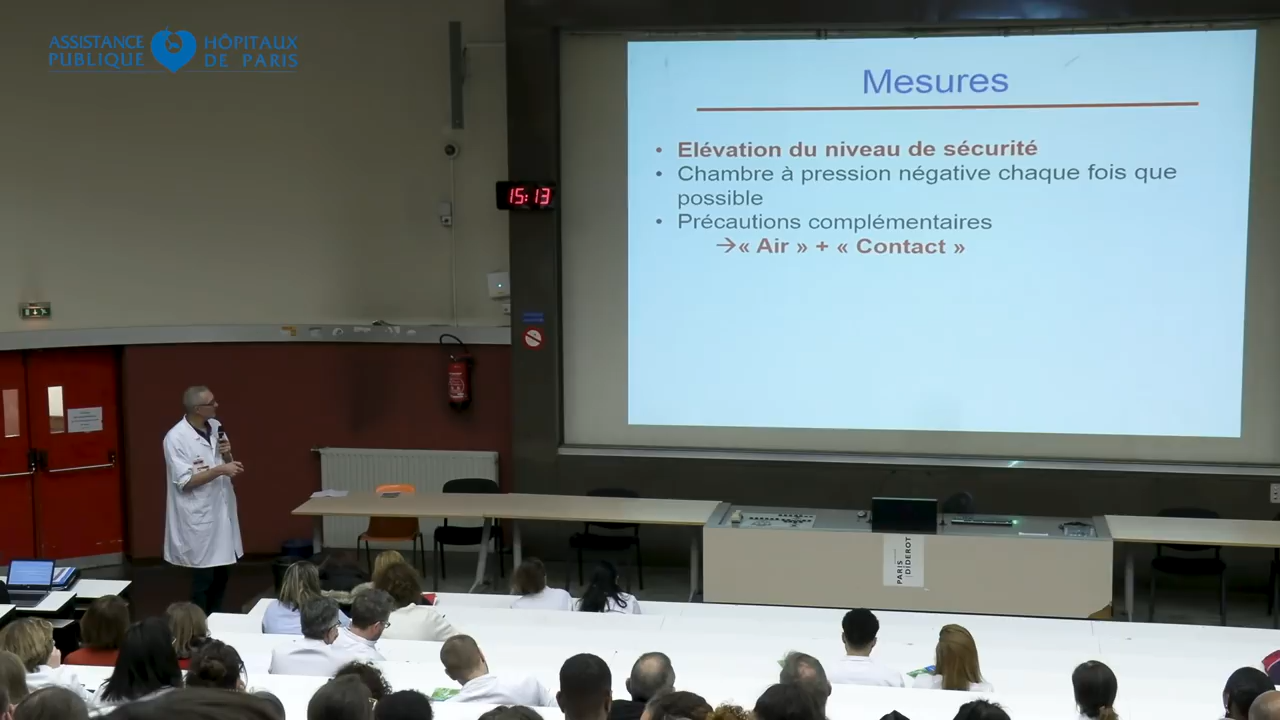 ASSISTANCE HÔPITAUX
PUBLIQUE DE PARIS
Mesures
• Elévation du niveau de sécurité
• Chambre à pression négative chaque fois que
possible
• Précautions complémentaires
→« Air » + « Contact »
15:13
PARIS
DIDEROT